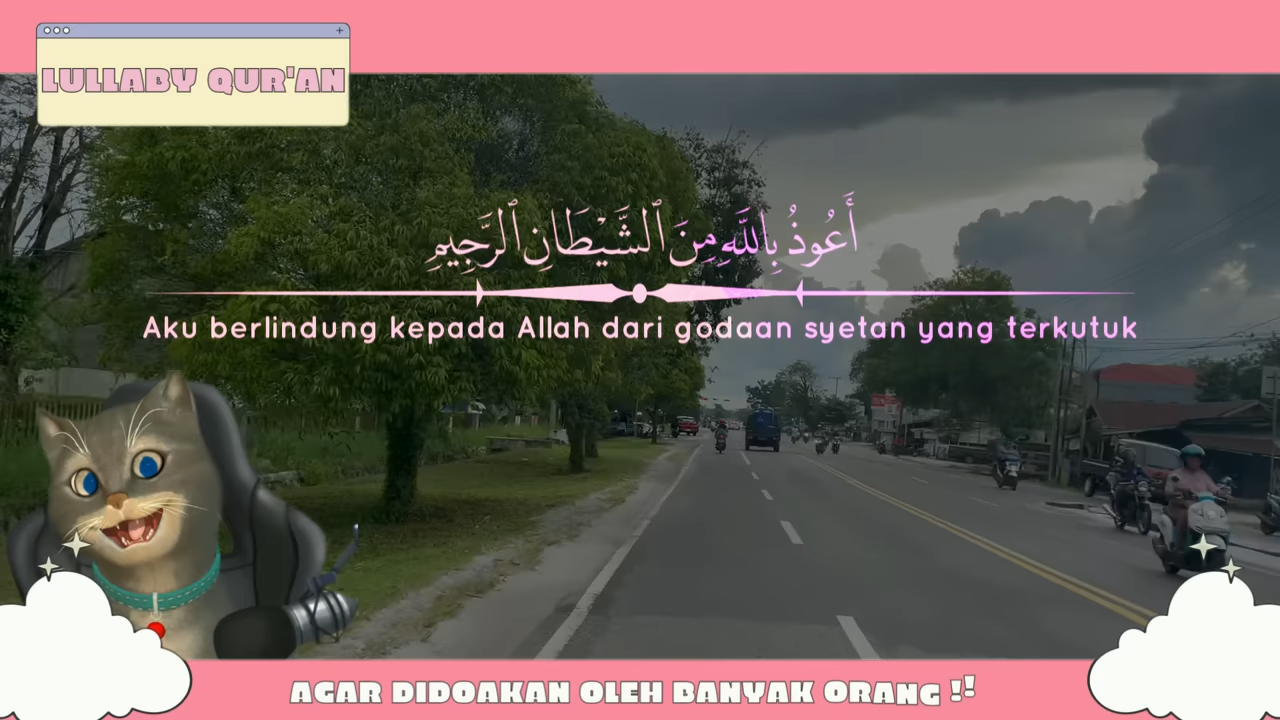 LULLABY QUR'AN
أَعُوذُ بِاللَّهِ مِنَ ٱلشَّيْطَانِ ٱلرَّجِيمِ
Aku berlindung kepada Allah dari godaan syetan yang terkutuk
AGAR DIDOAKAN OLEH BANYAK ORANG !!